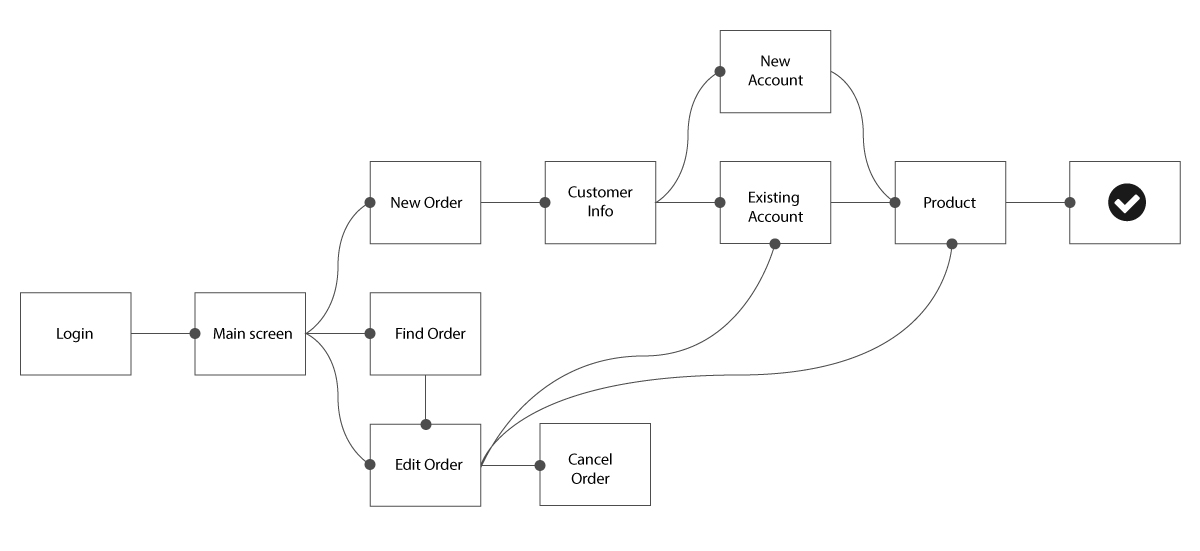 New
Account
New Order
Customer
Info
Existing
Account
Product
Login
Main screen
Find Order
Edit Order
Cancel
Order